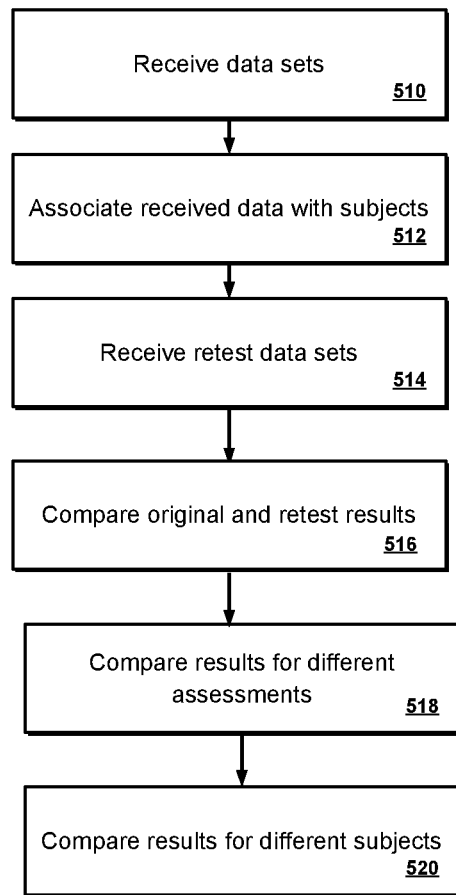 Receive data sets
510
Associate received data with subjects
512
Receive retest data sets
514
Compare original and retest results
516
Compare results for different
assessments
518
Compare results for different subjects
520